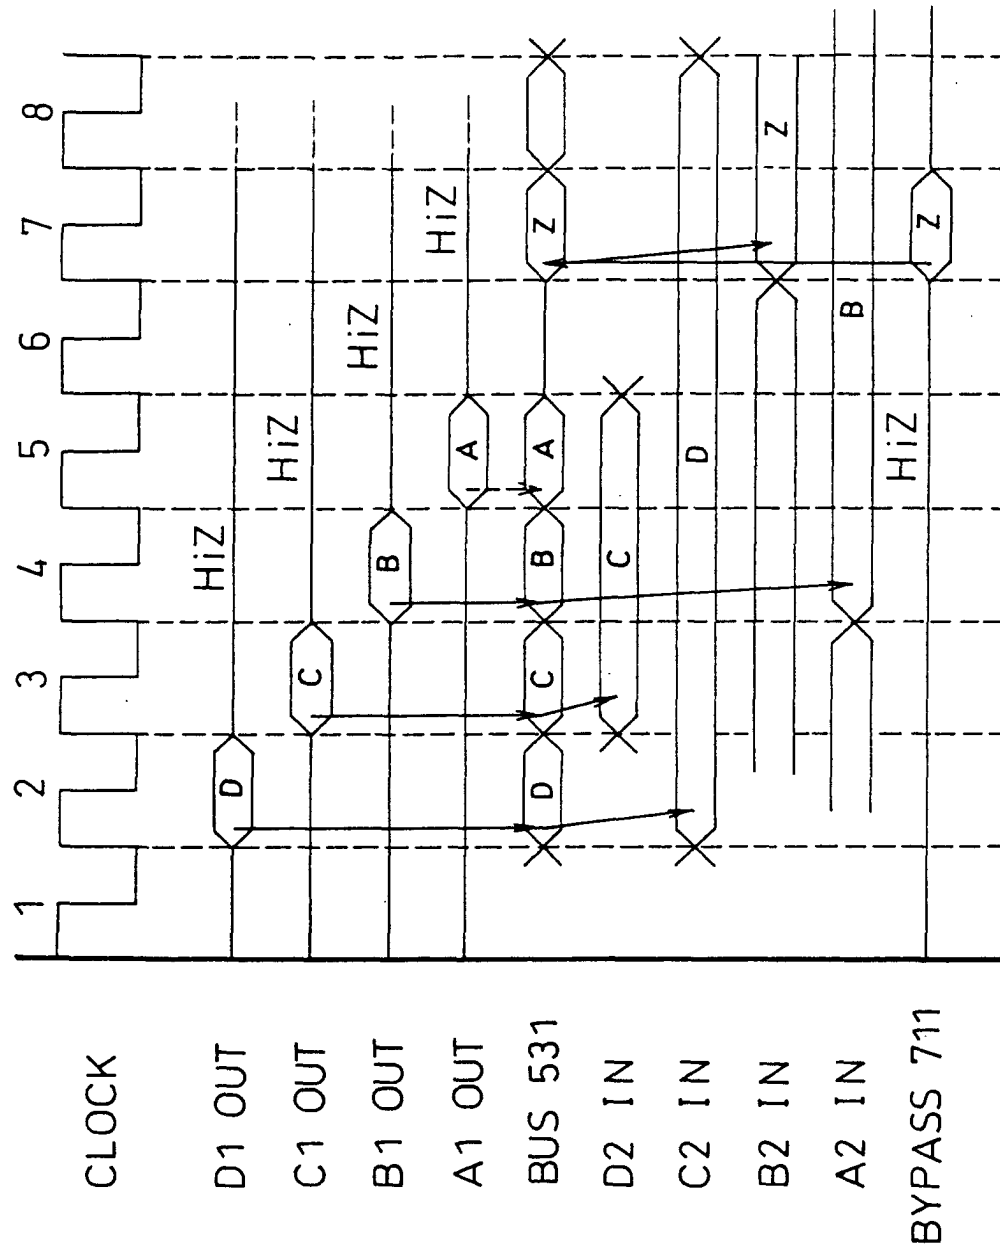 CLOCK 1 2 3 4 5 6 7 8
D1 OUT D HiZ
C1 OUT C HiZ
B1 OUT B HiZ
A1 OUT A HiZ
BUS 531 D C B A Z
D2 IN C
C2 IN D
B2 IN Z
A2 IN B
BYPASS 711 HiZ Z